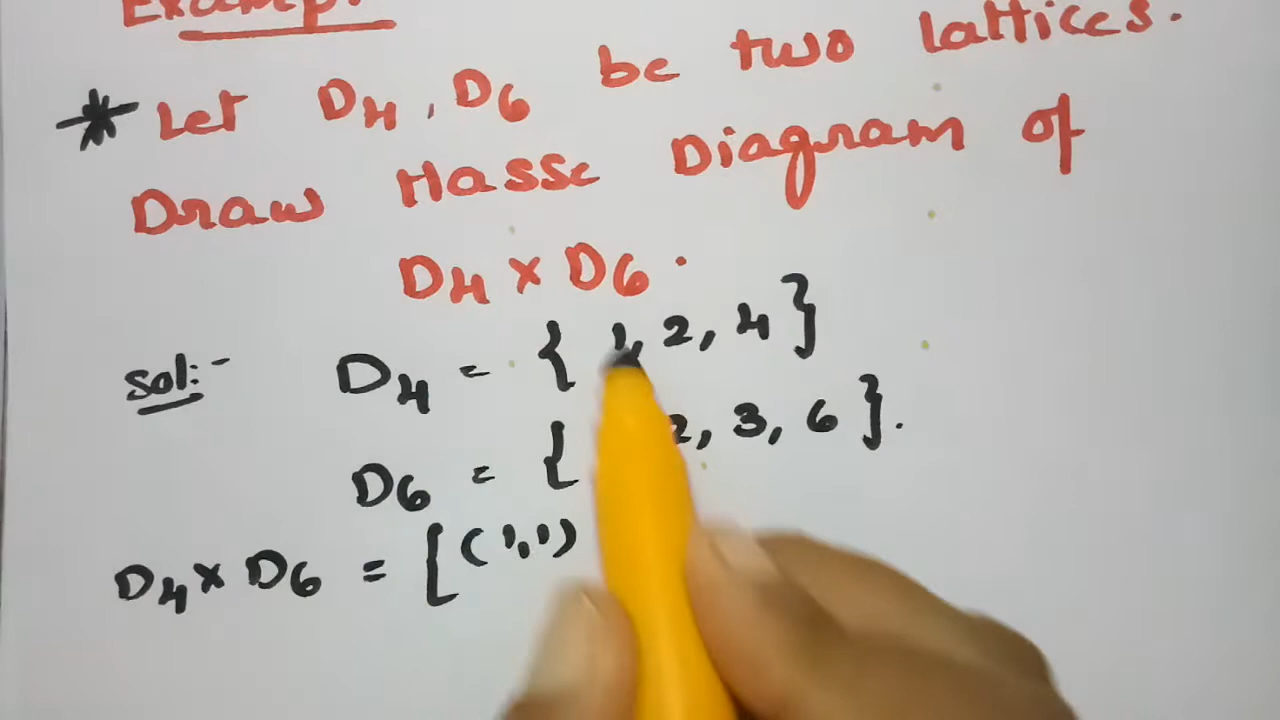 Examp:
* Let D4, D6 be two lattices.
Draw Hasse Diagram of
D4 × D6.
sol:- D4 = { 1, 2, 4 }
D6 = { 2, 3, 6 }.
D4 × D6 = [ (1,1)